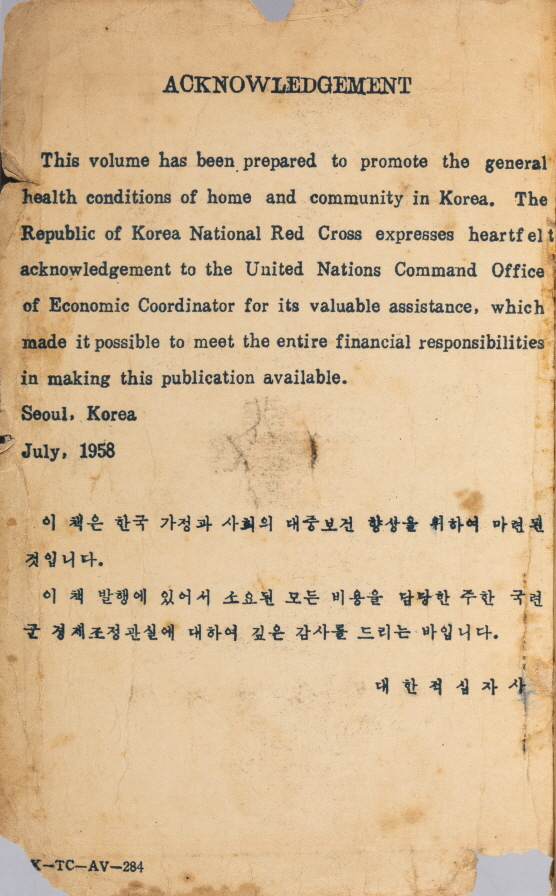 ACKNOWLEDGEMENT
This volume has been prepared to promote the general
health conditions of home and community in Korea. The
Republic of Korea National Red Cross expresses heartfelt
acknowledgement to the United Nations Command Office
of Economic Coordinator for its valuable assistance, which
made it possible to meet the entire financial responsibilities
in making this publication available.
Seoul, Korea
July, 1958
이 책은 한국 가정과 사회의 대중보건 향상을 위하여 마련된
것입니다.
이 책 발행에 있어서 소요된 모든 비용을 담당한 주한 국련
군 경제조정관실에 대하여 깊은 감사를 드리는 바입니다.
대한적십자사
X-TC-AV-284